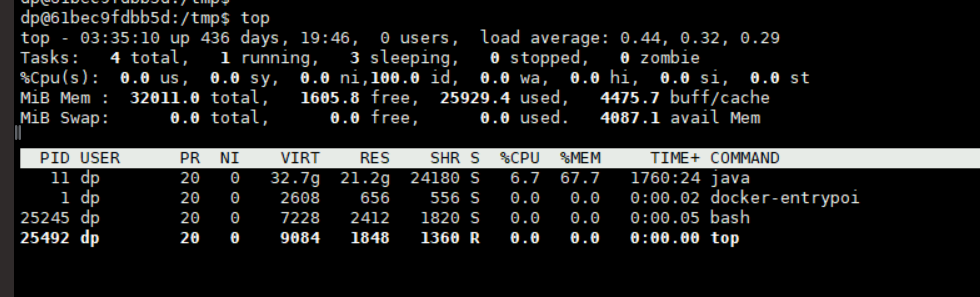 dp@61bec9fdbb5d:/tmp$
dp@61bec9fdbb5d:/tmp$ top
top - 03:35:10 up 436 days, 19:46,  0 users,  load average: 0.44, 0.32, 0.29
Tasks:   4 total,   1 running,   3 sleeping,   0 stopped,   0 zombie
%Cpu(s):  0.0 us,  0.0 sy,  0.0 ni,100.0 id,  0.0 wa,  0.0 hi,  0.0 si,  0.0 st
MiB Mem :  32011.0 total,   1605.8 free,  25929.4 used,   4475.7 buff/cache
MiB Swap:      0.0 total,      0.0 free,      0.0 used.   4087.1 avail Mem
PID USER      PR  NI    VIRT    RES    SHR S  %CPU  %MEM     TIME+ COMMAND
11 dp        20   0   32.7g  21.2g  24180 S   6.7  67.7   1760:24 java
1 dp        20   0    2608    656    556 S   0.0   0.0   0:00.02 docker-entrypoi
25245 dp        20   0    7228   2412   1820 S   0.0   0.0   0:00.05 bash
25492 dp        20   0    9084   1848   1360 R   0.0   0.0   0:00.00 top